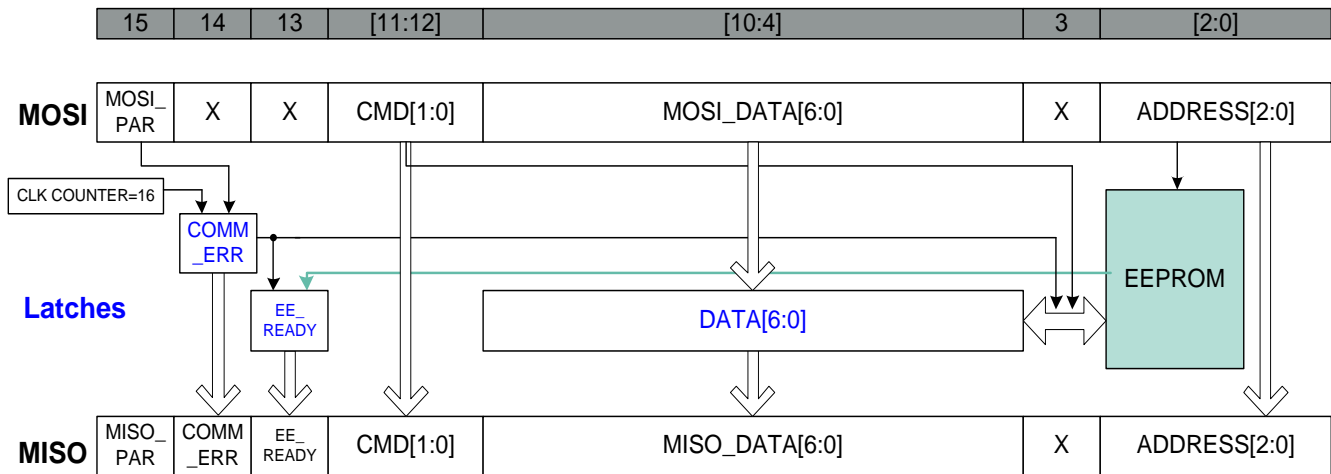 15 14 13 [11:12] [10:4] 3 [2:0]
MOSI MOSI_ PAR X X CMD[1:0] MOSI_DATA[6:0] X ADDRESS[2:0]
CLK COUNTER=16
COMM
_ERR
EEPROM
Latches
EE_
READY
DATA[6:0]
MISO MISO_ PAR COMM _ERR EE_ READY CMD[1:0] MISO_DATA[6:0] X ADDRESS[2:0]